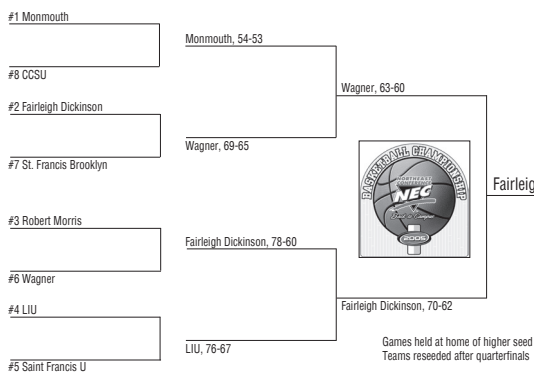 #1 Monmouth
#8 CCSU
#2 Fairleigh Dickinson
#7 St. Francis Brooklyn
#3 Robert Morris
#6 Wagner
#4 LIU
#5 Saint Francis U
Monmouth, 54-53
Wagner, 69-65
Fairleigh Dickinson, 78-60
LIU, 76-67
Wagner, 63-60
Fairleigh Dickinson, 70-62
BASKETBALL CHAMPIONSHIP
NORTHEAST
CONFERENCE
NEC
2005
Games held at home of higher seed
Teams reseeded after quarterfinals